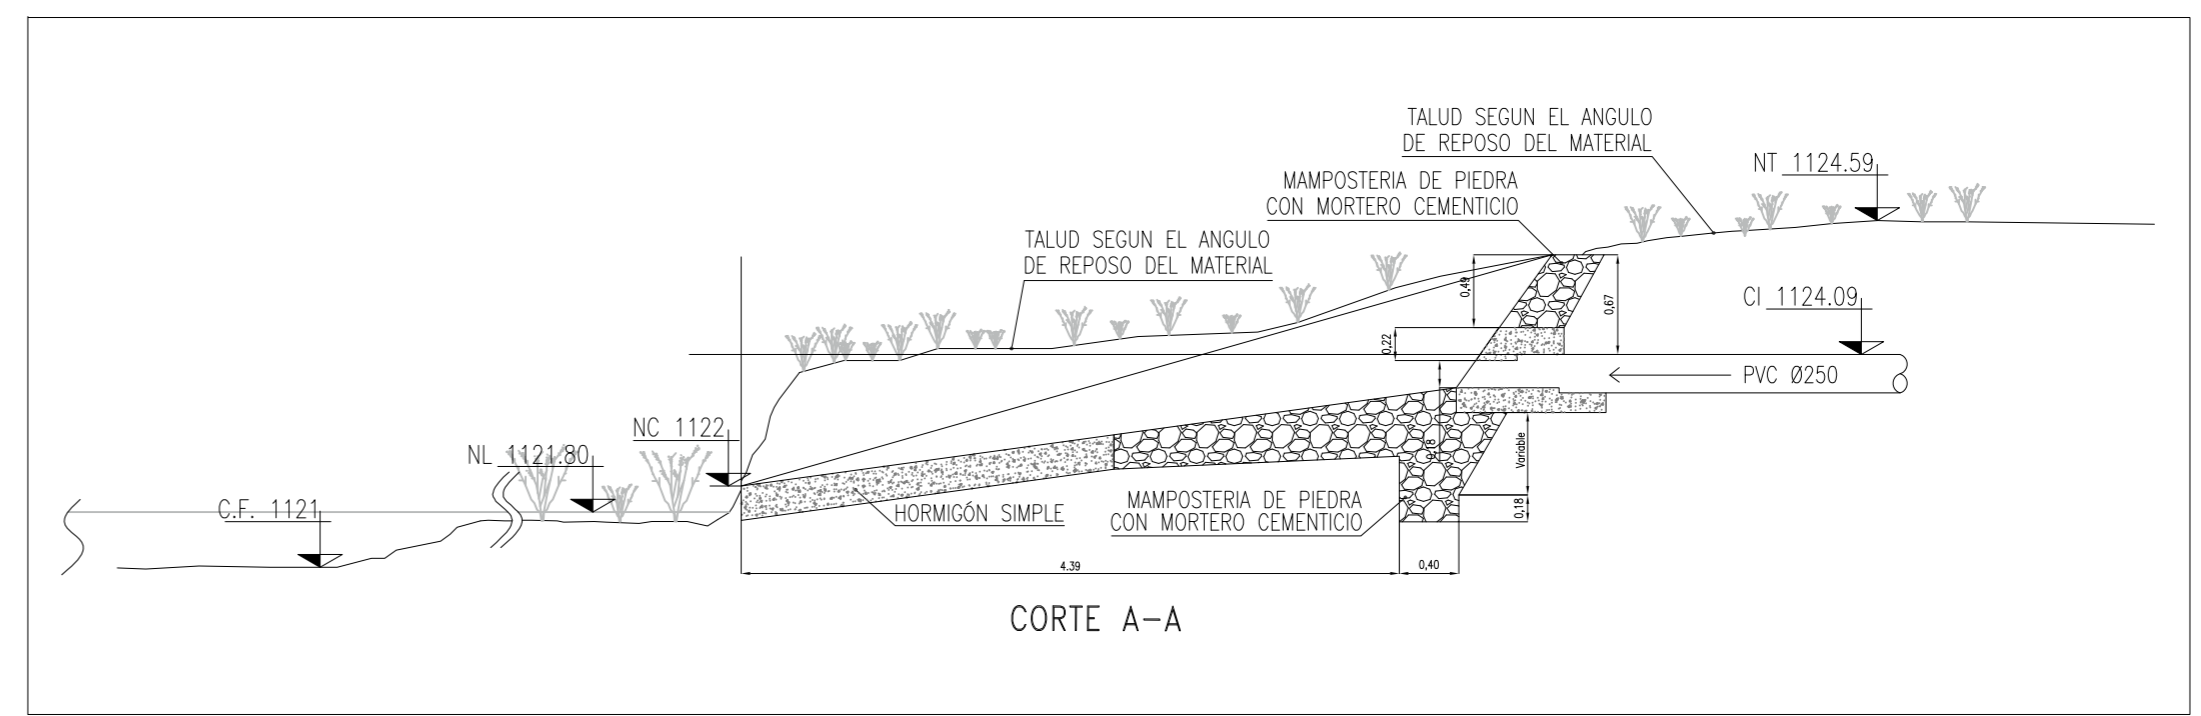 TALUD SEGUN EL ANGULO
DE REPOSO DEL MATERIAL
NT 1124.59
MAMPOSTERIA DE PIEDRA
CON MORTERO CEMENTICIO
TALUD SEGUN EL ANGULO
DE REPOSO DEL MATERIAL
0,49
0,67
CI 1124.09
0,22
PVC Ø250
NC 1122
NL 1121.80
0,18
Variable
C.F. 1121
HORMIGÓN SIMPLE
MAMPOSTERIA DE PIEDRA
CON MORTERO CEMENTICIO
0,18
4.39
0,40
CORTE A-A